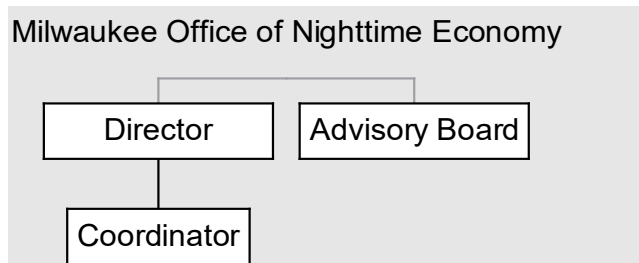 Milwaukee Office of Nighttime Economy
Director
Advisory Board
Coordinator